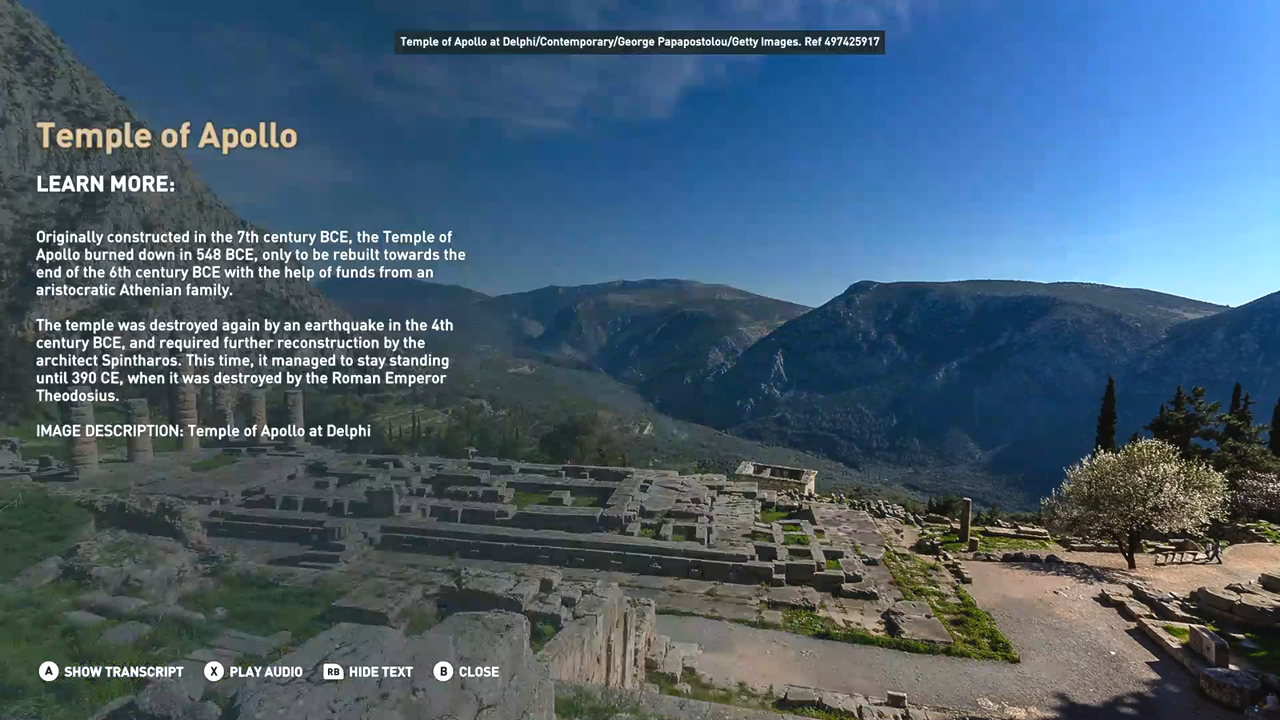 Temple of Apollo at Delphi/Contemporary/George Papapostolou/Getty Images. Ref 497425917
Temple of Apollo
LEARN MORE:
Originally constructed in the 7th century BCE, the Temple of
Apollo burned down in 548 BCE, only to be rebuilt towards the
end of the 6th century BCE with the help of funds from an
aristocratic Athenian family.
The temple was destroyed again by an earthquake in the 4th
century BCE, and required further reconstruction by the
architect Spintharos. This time, it managed to stay standing
until 390 CE, when it was destroyed by the Roman Emperor
Theodosius.
IMAGE DESCRIPTION: Temple of Apollo at Delphi
A SHOW TRANSCRIPT X PLAY AUDIO RB HIDE TEXT B CLOSE